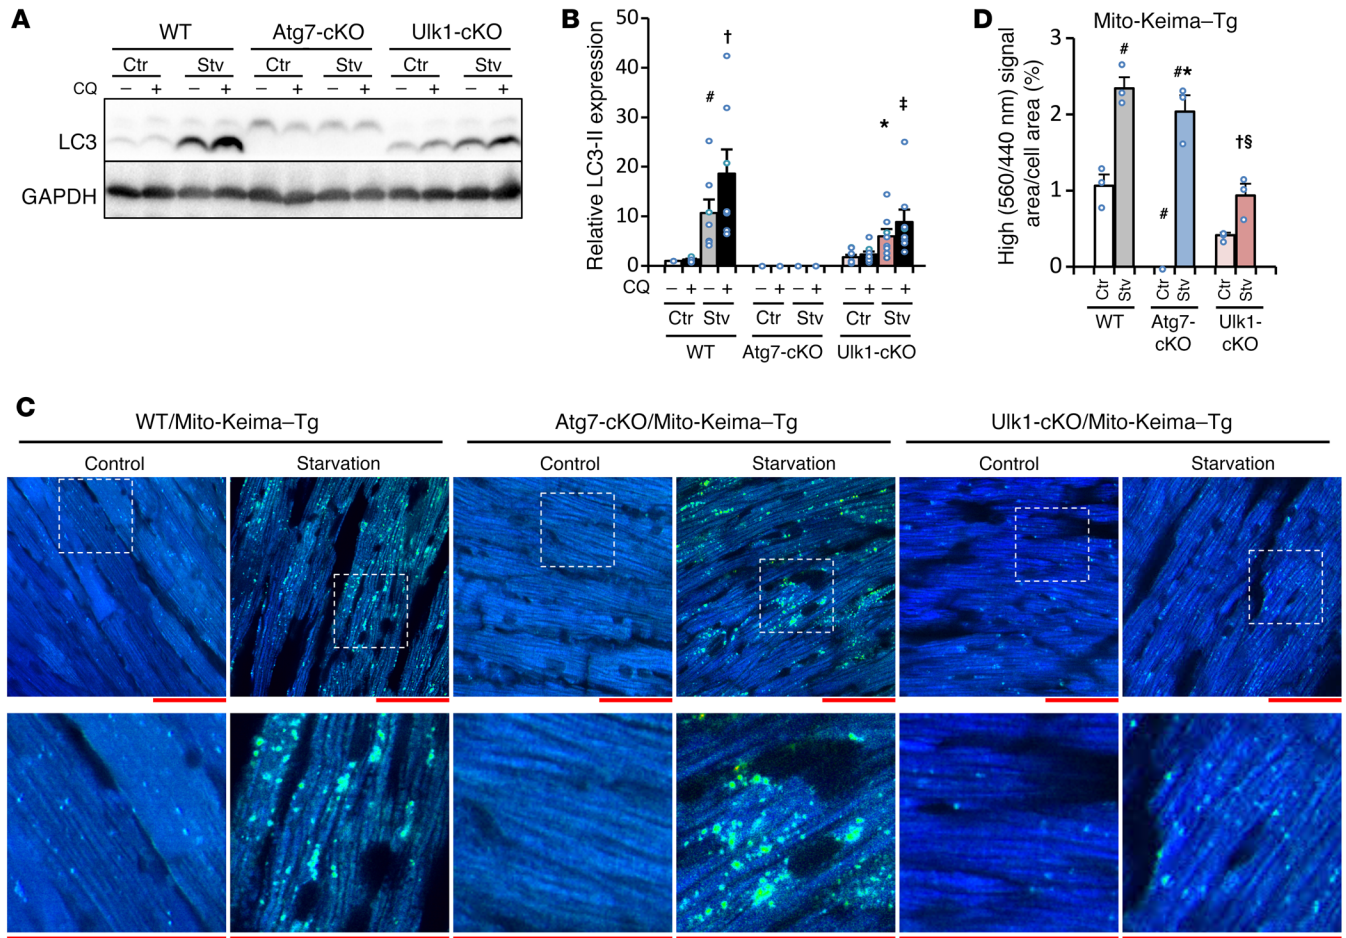 A
WT Atg7-cKO Ulk1-cKO
Ctr Stv Ctr Stv Ctr Stv
CQ – + – + – + – + – + – +
LC3
GAPDH
B
Relative LC3-II expression
50
40
30
20
10
0
†
#
*
‡
CQ – + – + – + – + – + – +
Ctr Stv Ctr Stv Ctr Stv
WT Atg7-cKO Ulk1-cKO
D
Mito-Keima–Tg
High (560/440 nm) signal
area/cell area (%)
3
2
1
0
#
#
#*
†§
Ctr Stv Ctr Stv Ctr Stv
WT Atg7- Ulk1-
cKO cKO
C
WT/Mito-Keima–Tg Atg7-cKO/Mito-Keima–Tg Ulk1-cKO/Mito-Keima–Tg
Control Starvation Control Starvation Control Starvation